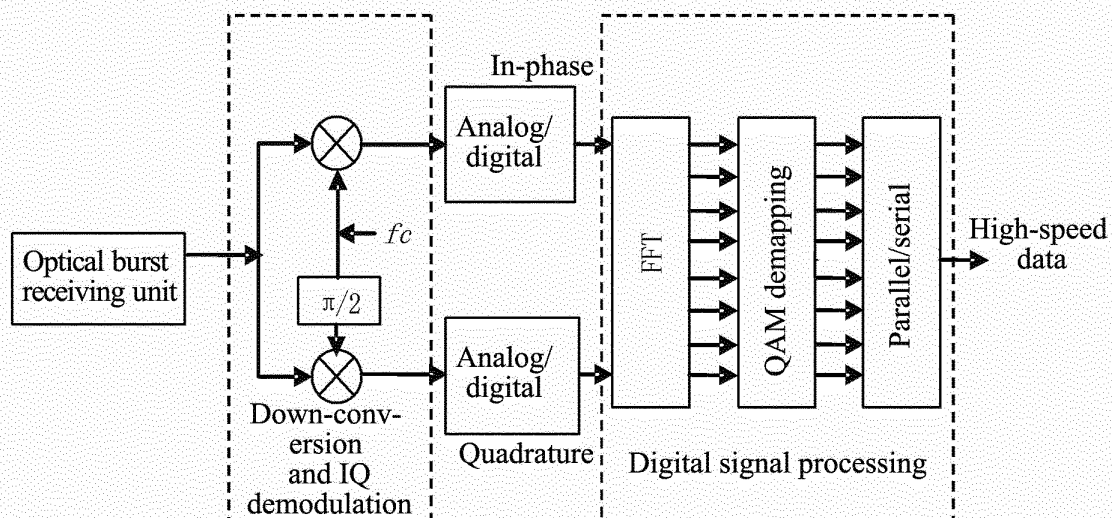 Optical burst
receiving unit
fc
π/2
Down-conv-
ersion
and IQ
demodulation
In-phase
Analog/
digital
Analog/
digital
Quadrature
FFT
QAM demapping
Parallel/serial
Digital signal processing
High-speed
data